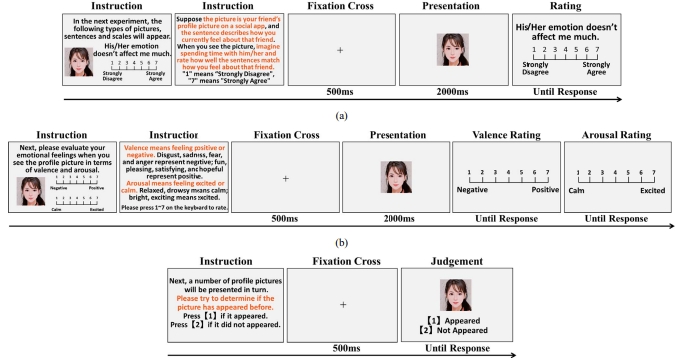 Instruction
Instruction
Fixation Cross
Presentation
Rating
In the next experiment, the
following types of pictures,
sentences and scales will appear.
His/Her emotion
doesn't affect me much.
1 2 3 4 5 6 7
Strongly
Disagree
Strongly
Agree
Suppose the picture is your friend's
profile picture on a social app, and
the sentence describes how you
currently feel about that friend.
When you see the picture, imagine
spending time with him/her and
rate how well the sentences match
how you feel about that friend.
"1" means "Strongly Disagree",
"7" means "Strongly Agree"
+
His/Her emotion doesn't
affect me much.
1 2 3 4 5 6 7
Strongly
Disagree
Strongly
Agree
500ms
2000ms
Until Response
(a)
Instruction
Instruction
Fixation Cross
Presentation
Valence Rating
Arousal Rating
Next, please evaluate your
emotional feelings when you
see the profile picture in terms
of valence and arousal.
1 2 3 4 5 6 7
Negative
Positive
1 2 3 4 5 6 7
Calm
Excited
Valence means feeling positive or
negative. Disgust, sadnss, fear,
and anger represent negtive; fun,
pleasing, satisfying, anchopeful
represent positive.
Arousal means feeling excited or
calm. Relaxed, drowsy means calm;
bright, exciting means excited.
Please press 1~7 on the keyboard to rate.
+
1 2 3 4 5 6 7
Negative
Positive
1 2 3 4 5 6 7
Calm
Excited
500ms
2000ms
Until Response
Until Response
(b)
Instruction
Fixation Cross
Judgement
Next, a number of profile pictures
will be presented in turn.
Please try to determine if the
picture has appeared before.
Press【1】if it appeared.
Press【2】if it did not appeared.
+
【1】Appeared
【2】Not Appeared
500ms
Until Response